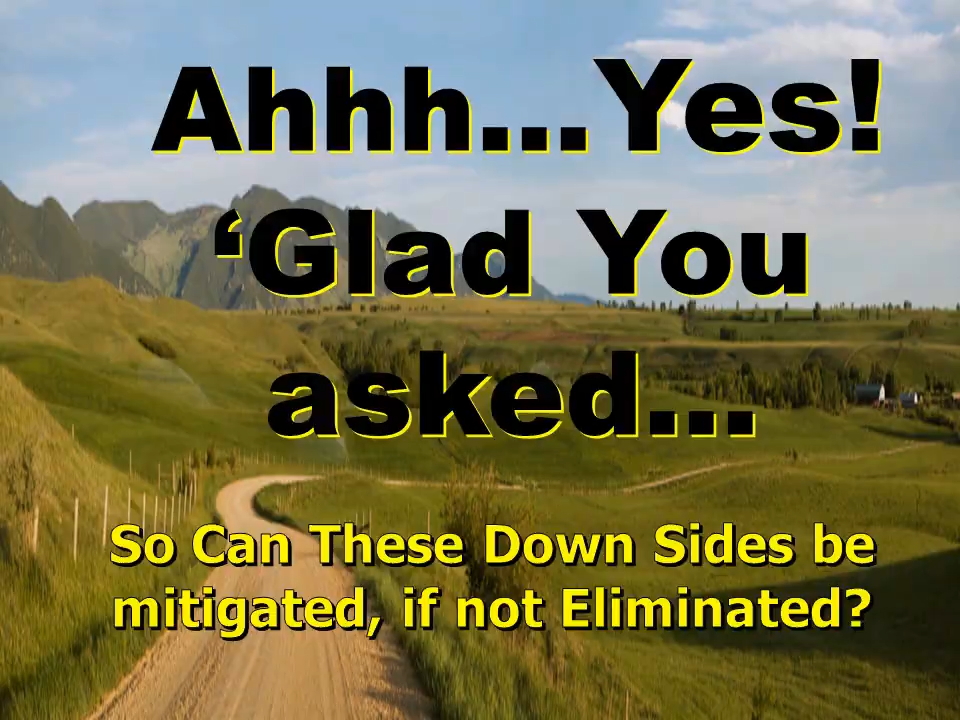 Ahhh...Yes!
‘Glad You
asked...
So Can These Down Sides be
mitigated, if not Eliminated?